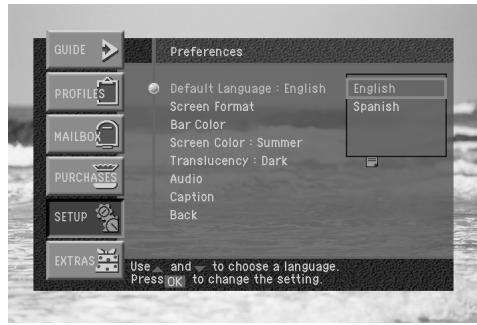 GUIDE
PROFILES
MAILBOX
PURCHASES
SETUP
EXTRAS
Preferences
Default Language : English
Screen Format
Bar Color
Screen Color : Summer
Translucency : Dark
Audio
Caption
Back
English
Spanish
Use and to choose a language.
Press OK to change the setting.